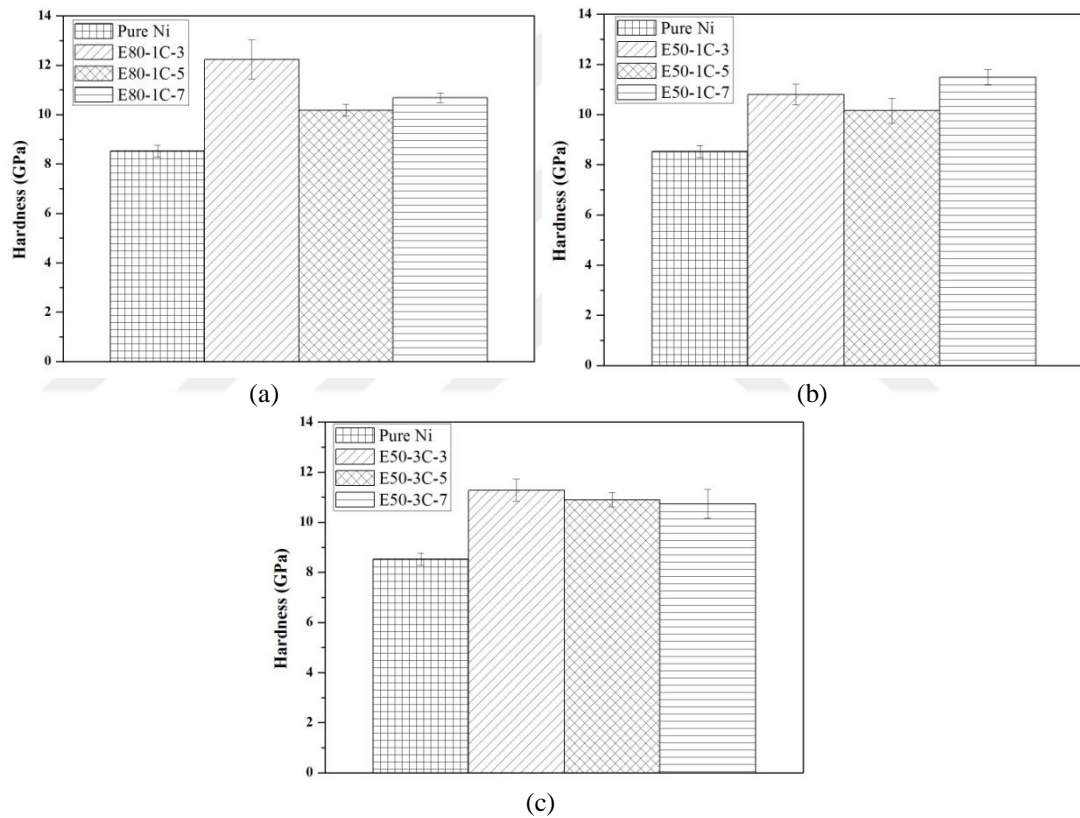 14
12
10
8
6
4
2
0
Hardness (GPa)
Pure Ni
E80-1C-3
E80-1C-5
E80-1C-7
(a)
14
12
10
8
6
4
2
0
Hardness (GPa)
Pure Ni
E50-1C-3
E50-1C-5
E50-1C-7
(b)
14
12
10
8
6
4
2
0
Hardness (GPa)
Pure Ni
E50-3C-3
E50-3C-5
E50-3C-7
(c)